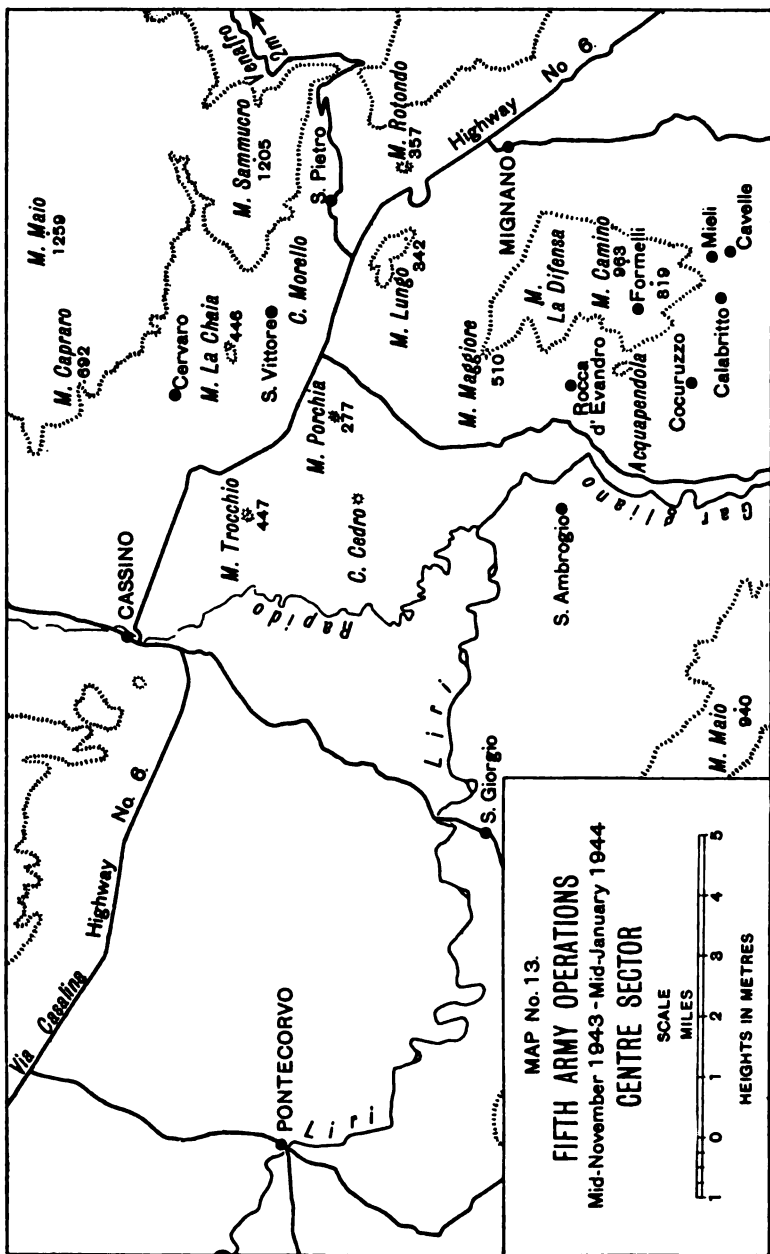 MAP No. 13.
FIFTH ARMY OPERATIONS
Mid-November 1943 - Mid-January 1944
CENTRE SECTOR
SCALE
MILES
1 0 1 2 3 4 5
HEIGHTS IN METRES
Via Casalina
Highway No. 6.
CASSINO
PONTECORVO
Liri
Liri
S. Giorgio
Rapido
M. Trocchio
447
C. Cedro
M. Porchia
277
S. Ambrogio
Gar
gliano
M. Maio
940
M. Capraro
692
M. Maio
1259
Cervaro
M. La Chaia
446
S. Vittore
C. Morello
M. Sammucro
1205
S. Pietro
Venafro
2m
M. Rotondo
357
Highway No 6
M. Lungo
342
MIGNANO
M. Maggiore
510
M.
La Difensa
M. Camino
963
Formelli
819
Rocca
d' Evandro
Acquapendola
Cocuruzzo
Calabritto
Mieli
Cavelle